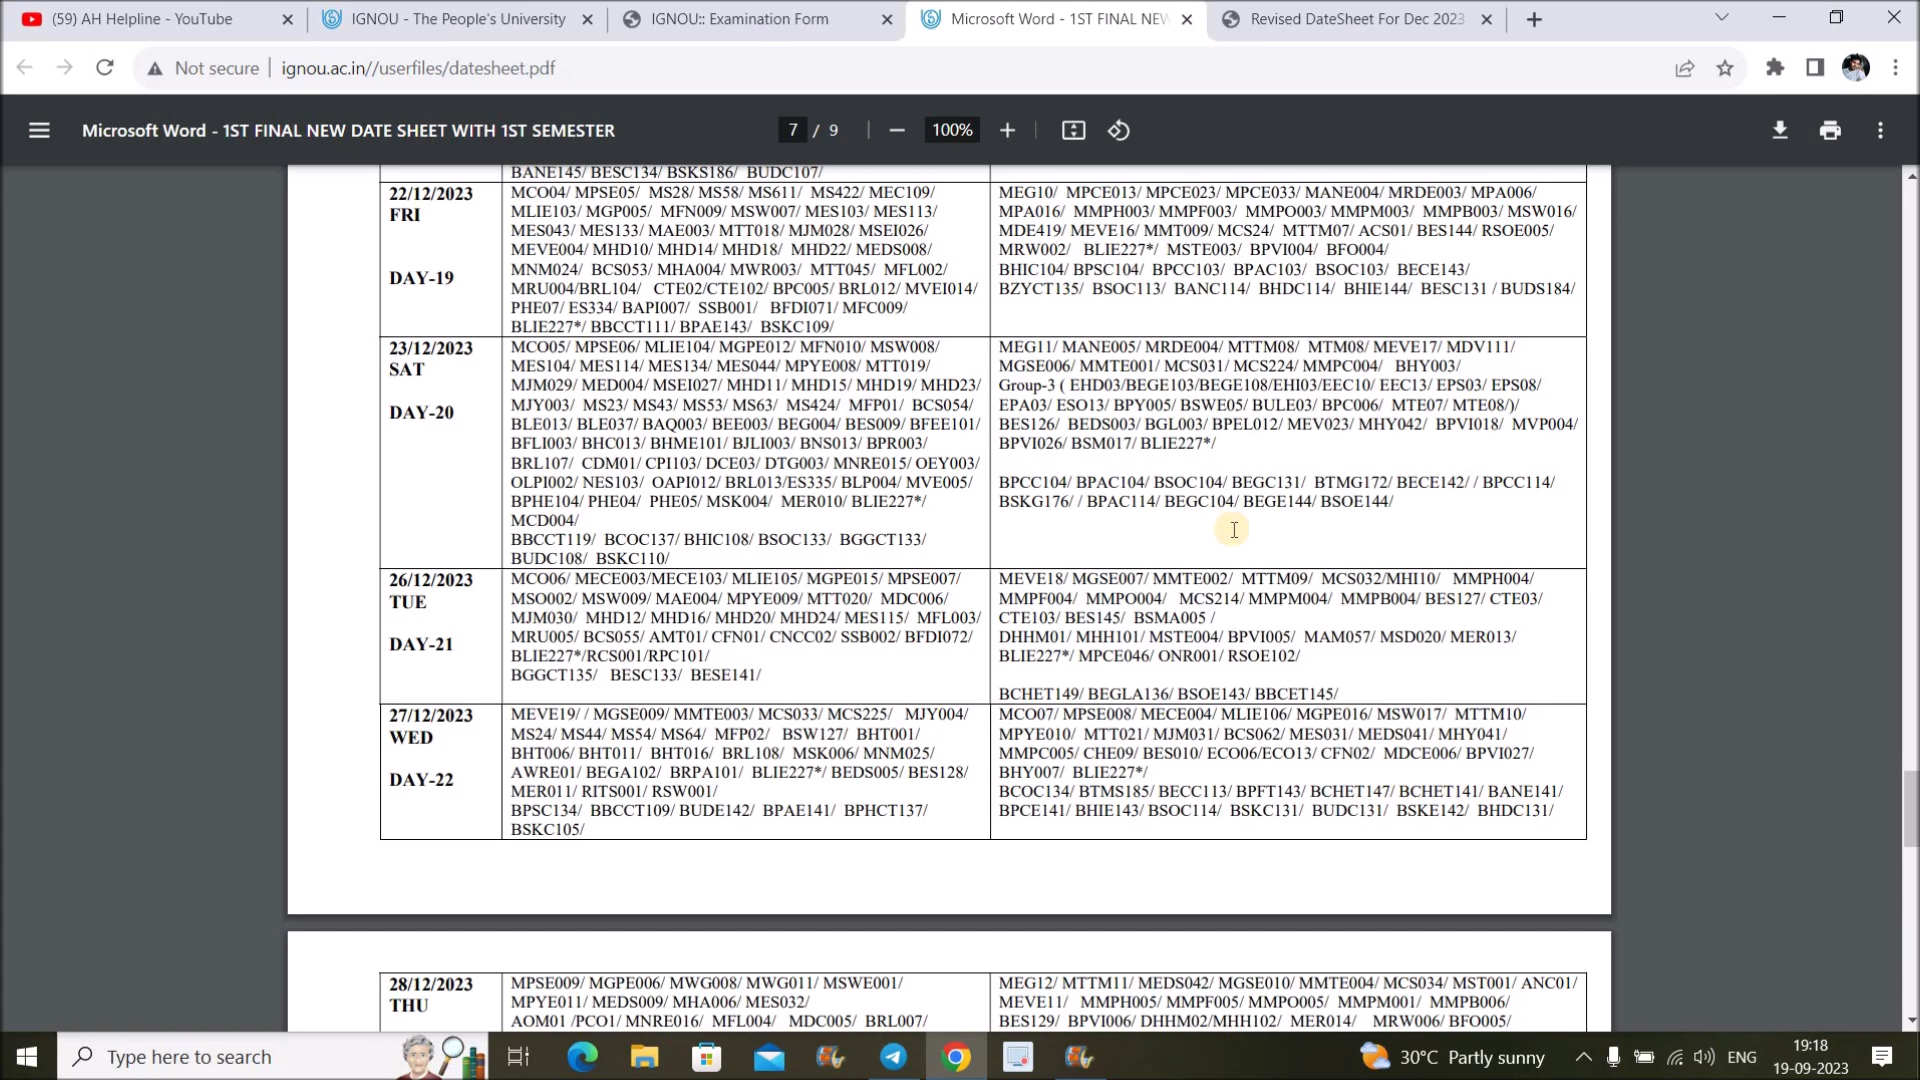 (59) AH Helpline - YouTube
IGNOU - The People's University
IGNOU:: Examination Form
Microsoft Word - 1ST FINAL NEW
Revised DateSheet For Dec 2023
Not secure
ignou.ac.in//userfiles/datesheet.pdf
Microsoft Word - 1ST FINAL NEW DATE SHEET WITH 1ST SEMESTER
7 / 9
100%
BANE145/ BESC134/ BSKS186/ BUDC107/
22/12/2023
FRI
DAY-19
MCO04/ MPSE05/ MS28/ MS58/ MS611/ MS422/ MEC109/
MLIE103/ MGP005/ MFN009/ MSW007/ MES103/ MES113/
MES043/ MES133/ MAE003/ MTT018/ MJM028/ MSEI026/
MEVE004/ MHD10/ MHD14/ MHD18/ MHD22/ MEDS008/
MNM024/ BCS053/ MHA004/ MWR003/ MTT045/ MFL002/
MRU004/BRL104/ CTE02/CTE102/ BPC005/ BRL012/ MVEI014/
PHE07/ ES334/ BAPI007/ SSB001/ BFDI071/ MFC009/
BLIE227*/ BBCCT111/ BPAE143/ BSKC109/
MEG10/ MPCE013/ MPCE023/ MPCE033/ MANE004/ MRDE003/ MPA006/
MPA016/ MMPH003/ MMPF003/ MMPO003/ MMPM003/ MMPB003/ MSW016/
MDE419/ MEVE16/ MMT009/ MCS24/ MTTM07/ ACS01/ BES144/ RSOE005/
MRW002/ BLIE227*/ MSTE003/ BPVI004/ BFO004/
BHIC104/ BPSC104/ BPCC103/ BPAC103/ BSOC103/ BECE143/
BZYCT135/ BSOC113/ BANC114/ BHDC114/ BHIE144/ BESC131 / BUDS184/
23/12/2023
SAT
DAY-20
MCO05/ MPSE06/ MLIE104/ MGPE012/ MFN010/ MSW008/
MES104/ MES114/ MES134/ MES044/ MPYE008/ MTT019/
MJM029/ MED004/ MSEI027/ MHD11/ MHD15/ MHD19/ MHD23/
MJY003/ MS23/ MS43/ MS53/ MS63/ MS424/ MFP01/ BCS054/
BLE013/ BLE037/ BAQ003/ BEE003/ BEG004/ BES009/ BFEE101/
BFLI003/ BHC013/ BHME101/ BJLI003/ BNS013/ BPR003/
BRL107/ CDM01/ CPI103/ DCE03/ DTG003/ MNRE015/ OEY003/
OLPI002/ NES103/ OAPI012/ BRL013/ES335/ BLP004/ MVE005/
BPHE104/ PHE04/ PHE05/ MSK004/ MER010/ BLIE227*/
MCD004/
BBCCT119/ BCOC137/ BHIC108/ BSOC133/ BGGCT133/
BUDC108/ BSKC110/
MEG11/ MANE005/ MRDE004/ MTTM08/ MTM08/ MEVE17/ MDV111/
MGSE006/ MMTE001/ MCS031/ MCS224/ MMPC004/ BHY003/
Group-3 ( EHD03/BEGE103/BEGE108/EHI03/EEC10/ EEC13/ EPS03/ EPS08/
EPA03/ ESO13/ BPY005/ BSWE05/ BULE03/ BPC006/ MTE07/ MTE08/)/
BES126/ BEDS003/ BGL003/ BPEL012/ MEV023/ MHY042/ BPVI018/ MVP004/
BPVI026/ BSM017/ BLIE227*/
BPCC104/ BPAC104/ BSOC104/ BEGC131/ BTMG172/ BECE142/ / BPCC114/
BSKG176/ / BPAC114/ BEGC104/ BEGE144/ BSOE144/
26/12/2023
TUE
DAY-21
MCO06/ MECE003/MECE103/ MLIE105/ MGPE015/ MPSE007/
MSO002/ MSW009/ MAE004/ MPYE009/ MTT020/ MDC006/
MJM030/ MHD12/ MHD16/ MHD20/ MHD24/ MES115/ MFL003/
MRU005/ BCS055/ AMT01/ CFN01/ CNCC02/ SSB002/ BFDI072/
BLIE227*/RCS001/RPC101/
BGGCT135/ BESC133/ BESE141/
MEVE18/ MGSE007/ MMTE002/ MTTM09/ MCS032/MHI10/ MMPH004/
MMPF004/ MMPO004/ MCS214/ MMPM004/ MMPB004/ BES127/ CTE03/
CTE103/ BES145/ BSMA005 /
DHHM01/ MHH101/ MSTE004/ BPVI005/ MAM057/ MSD020/ MER013/
BLIE227*/ MPCE046/ ONR001/ RSOE102/
BCHET149/ BEGLA136/ BSOE143/ BBCET145/
27/12/2023
WED
DAY-22
MEVE19/ / MGSE009/ MMTE003/ MCS033/ MCS225/ MJY004/
MS24/ MS44/ MS54/ MS64/ MFP02/ BSW127/ BHT001/
BHT006/ BHT011/ BHT016/ BRL108/ MSK006/ MNM025/
AWRE01/ BEGA102/ BRPA101/ BLIE227*/ BEDS005/ BES128/
MER011/ RITS001/ RSW001/
BPSC134/ BBCCT109/ BUDE142/ BPAE141/ BPHCT137/
BSKC105/
MCO07/ MPSE008/ MECE004/ MLIE106/ MGPE016/ MSW017/ MTTM10/
MPYE010/ MTT021/ MJM031/ BCS062/ MES031/ MEDS041/ MHY041/
MMPC005/ CHE09/ BES010/ ECO06/ECO13/ CFN02/ MDCE006/ BPVI027/
BHY007/ BLIE227*/
BCOC134/ BTMS185/ BECC113/ BPFT143/ BCHET147/ BCHET141/ BANE141/
BPCE141/ BHIE143/ BSOC114/ BSKC131/ BUDC131/ BSKE142/ BHDC131/
28/12/2023
THU
MPSE009/ MGPE006/ MWG008/ MWG011/ MSWE001/
MPYE011/ MEDS009/ MHA006/ MES032/
AOM01 /PCO1/ MNRE016/ MFL004/ MDC005/ BRL007/
MEG12/ MTTM11/ MEDS042/ MGSE010/ MMTE004/ MCS034/ MST001/ ANC01/
MEVE11/ MMPH005/ MMPF005/ MMPO005/ MMPM001/ MMPB006/
BES129/ BPVI006/ DHHM02/MHH102/ MER014/ MRW006/ BFO005/
Type here to search
30°C Partly sunny
ENG
19:18
19-09-2023